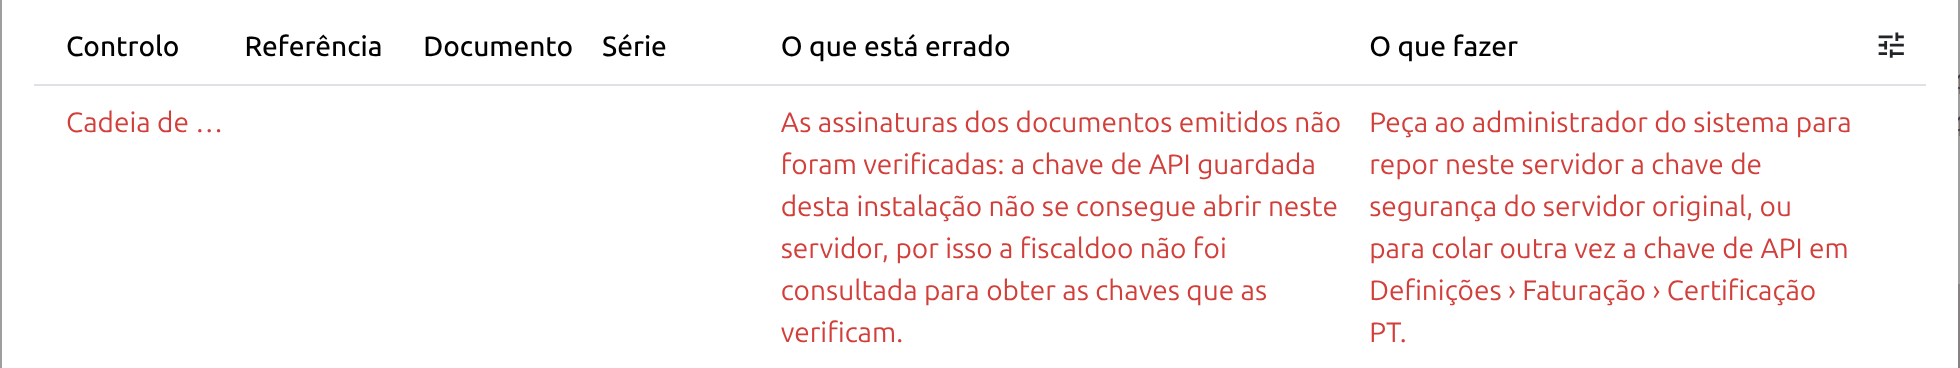 Controlo Referência Documento Série O que está errado O que fazer
Cadeia de …
As assinaturas dos documentos emitidos não
foram verificadas: a chave de API guardada
desta instalação não se consegue abrir neste
servidor, por isso a fiscaldoo não foi
consultada para obter as chaves que as
verificam.
Peça ao administrador do sistema para
repor neste servidor a chave de
segurança do servidor original, ou
para colar outra vez a chave de API em
Definições › Faturação › Certificação
PT.